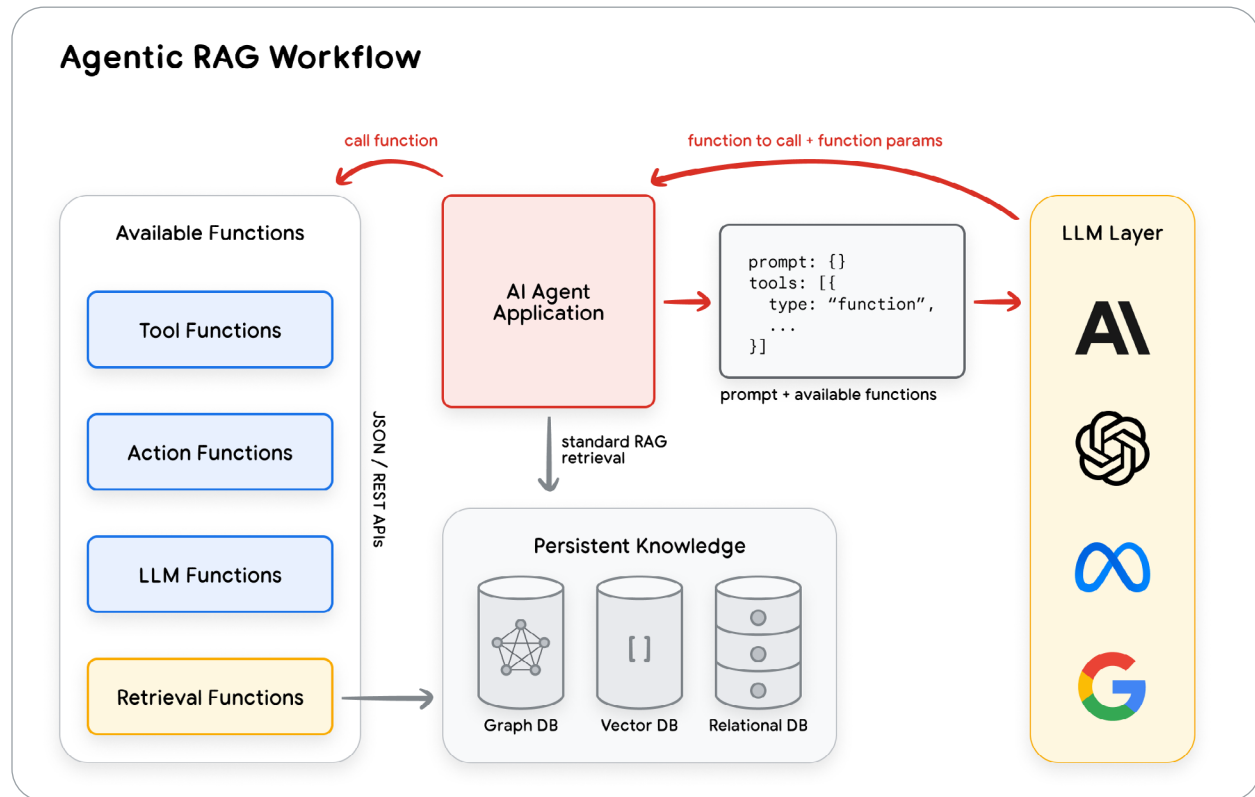 Agentic RAG Workflow
call function
function to call + function params
Available Functions
Tool Functions
Action Functions
LLM Functions
Retrieval Functions
JSON / REST APIs
AI Agent
Application
prompt: {}
tools: [{
  type: “function”,
  ...
}]
prompt + available functions
standard RAG
retrieval
Persistent Knowledge
[ ]
Graph DB
Vector DB
Relational DB
LLM Layer
AI
G